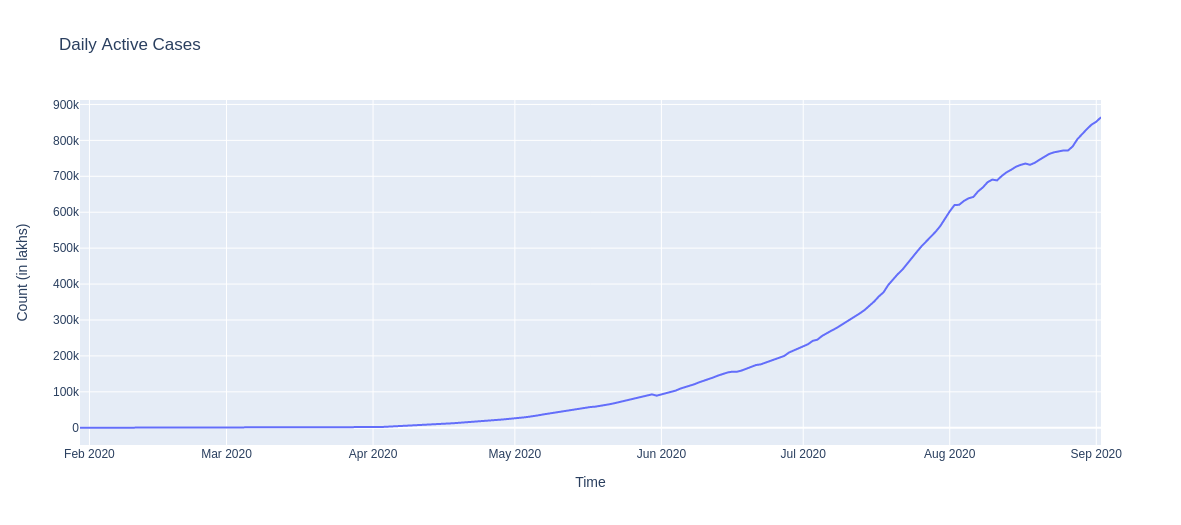 Daily Active Cases
900k
800k
700k
600k
500k
400k
300k
200k
100k
0
Count (in lakhs)
Feb 2020 Mar 2020 Apr 2020 May 2020 Jun 2020 Jul 2020 Aug 2020 Sep 2020
Time